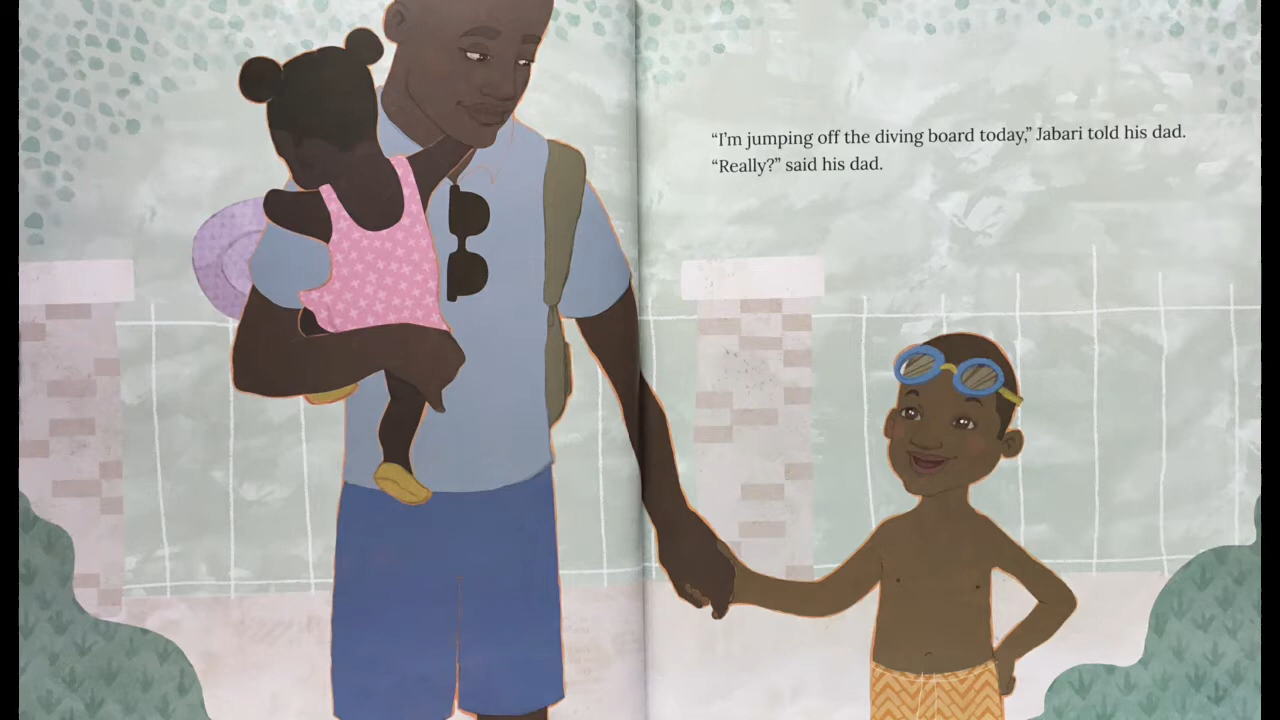 “I’m jumping off the diving board today,” Jabari told his dad.
“Really?” said his dad.